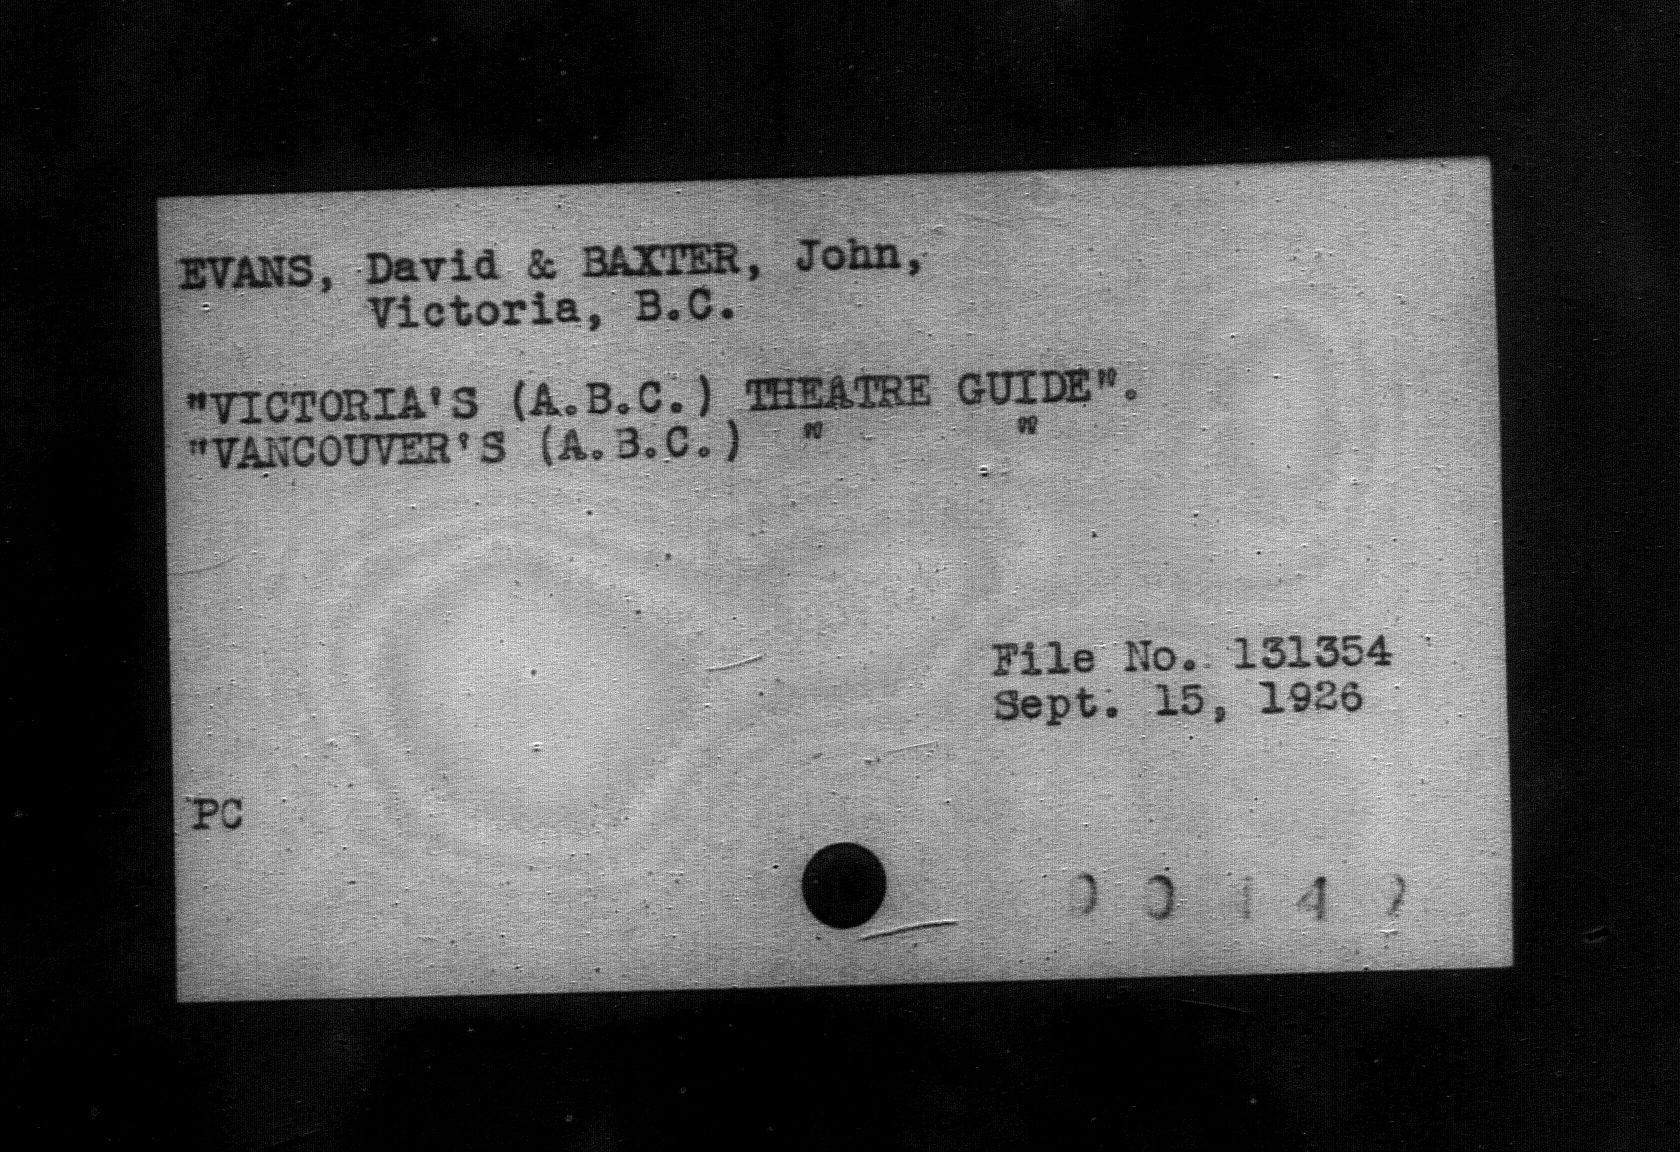 EVANS, David & BAXTER, John,
Victoria, B.C.
"VICTORIA'S (A.B.C.) THEATRE GUIDE".
"VANCOUVER'S (A.B.C.) " "
File No. 131354
Sept. 15, 1926
PC